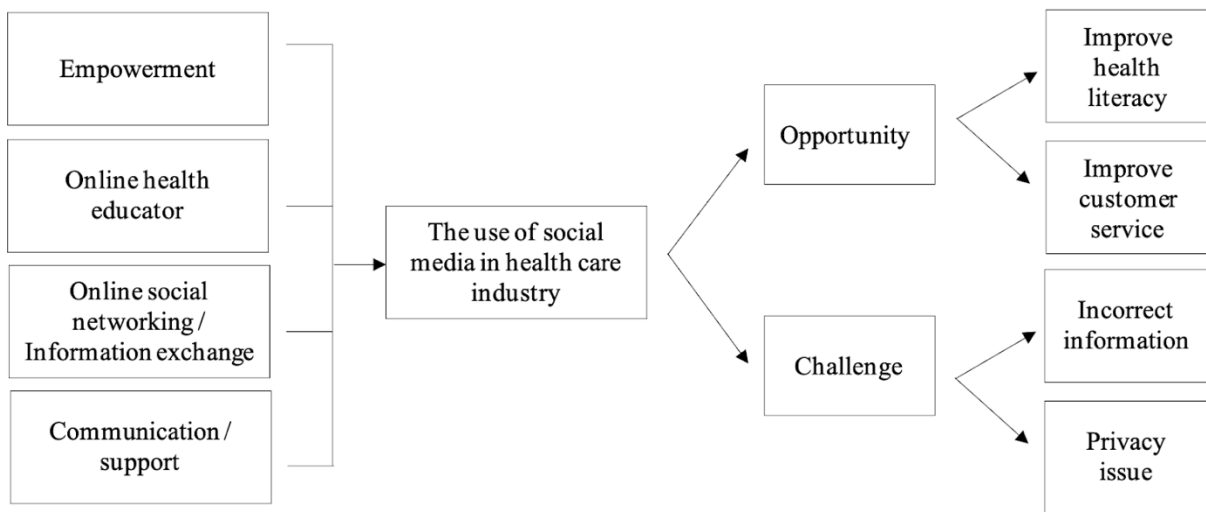 Empowerment
Online health
educator
Online social
networking /
Information exchange
Communication /
support
The use of social
media in health care
industry
Opportunity
Challenge
Improve
health
literacy
Improve
customer
service
Incorrect
information
Privacy
issue